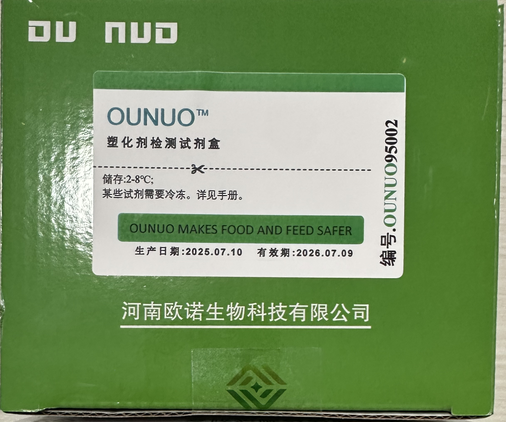 OU NUO
OUNUO™
塑化剂检测试剂盒
储存:2-8℃;
某些试剂需要冷冻。详见手册。
OUNUO MAKES FOOD AND FEED SAFER
生产日期:2025.07.10 有效期:2026.07.09
编号.OUNUO95002
河南欧诺生物科技有限公司